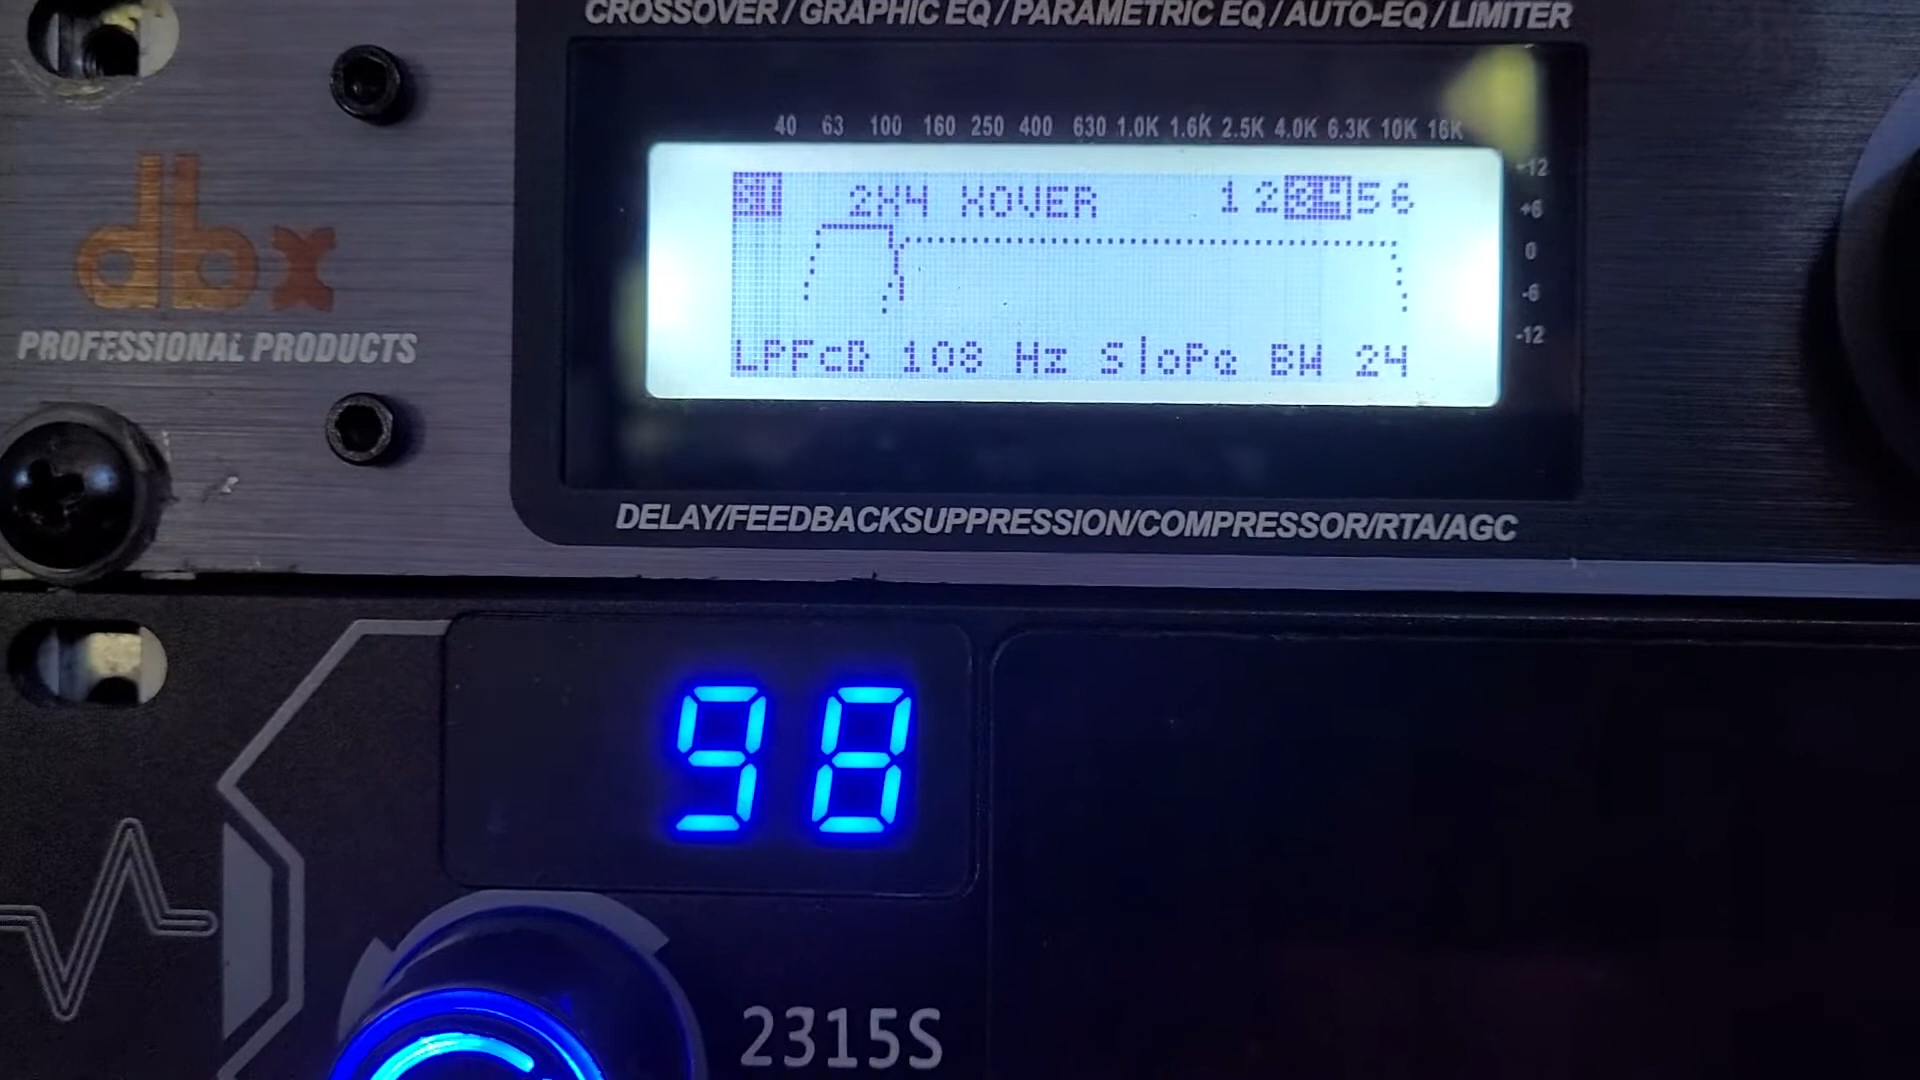 CROSSOVER / GRAPHIC EQ / PARAMETRIC EQ / AUTO-EQ / LIMITER
40 63 100 160 250 400 630 1.0K 1.6K 2.5K 4.0K 6.3K 10K 16K
2X4 XOVER 1 2 5 6
+12
+6
0
-6
-12
108 Hz Slope BW 24
dbx
PROFESSIONAL PRODUCTS
DELAY/FEEDBACKSUPPRESSION/COMPRESSOR/RTA/AGC
98
2315S